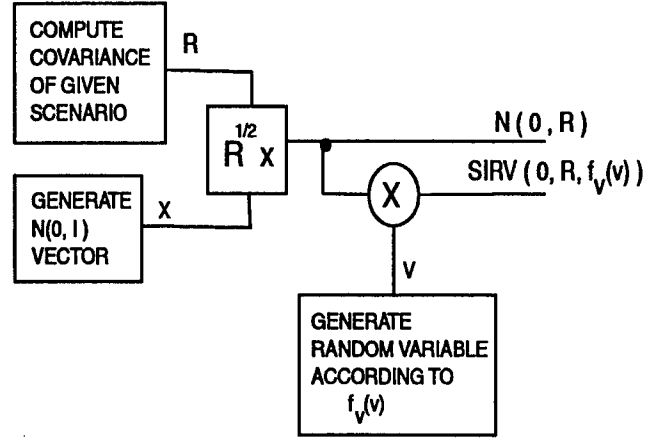 COMPUTE
COVARIANCE
OF GIVEN
SCENARIO
R
R^{1/2} X
N(0, R)
SIRV(0, R, f_v(v))
GENERATE
N(0, I)
VECTOR
X
X
V
GENERATE
RANDOM VARIABLE
ACCORDING TO
f_v(v)